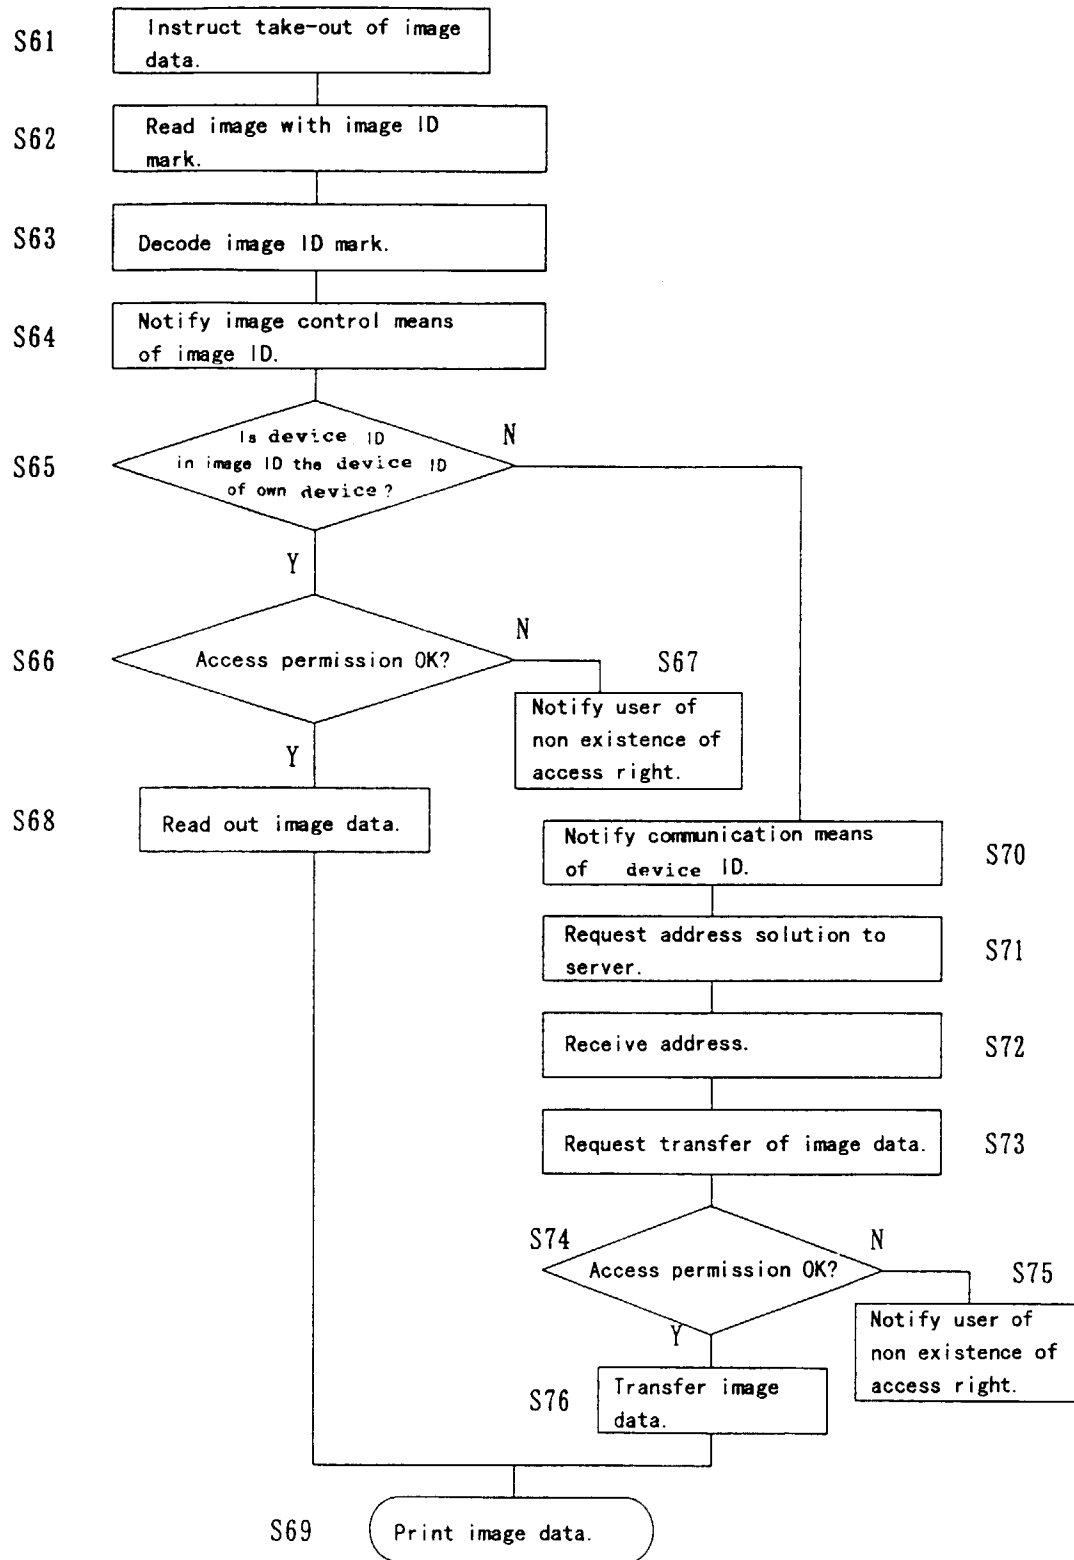 S61
Instruct take-out of image
data.
S62
Read image with image ID
mark.
S63
Decode image ID mark.
S64
Notify image control means
of image ID.
S65
Is device ID
in image ID the device ID
of own device?
N
Y
S66
Access permission OK?
N
S67
Notify user of
non existence of
access right.
Y
S68
Read out image data.
Notify communication means
of device ID.
S70
Request address solution to
server.
S71
Receive address.
S72
Request transfer of image data.
S73
S74
Access permission OK?
N
S75
Notify user of
non existence of
access right.
Y
S76
Transfer image
data.
S69
Print image data.